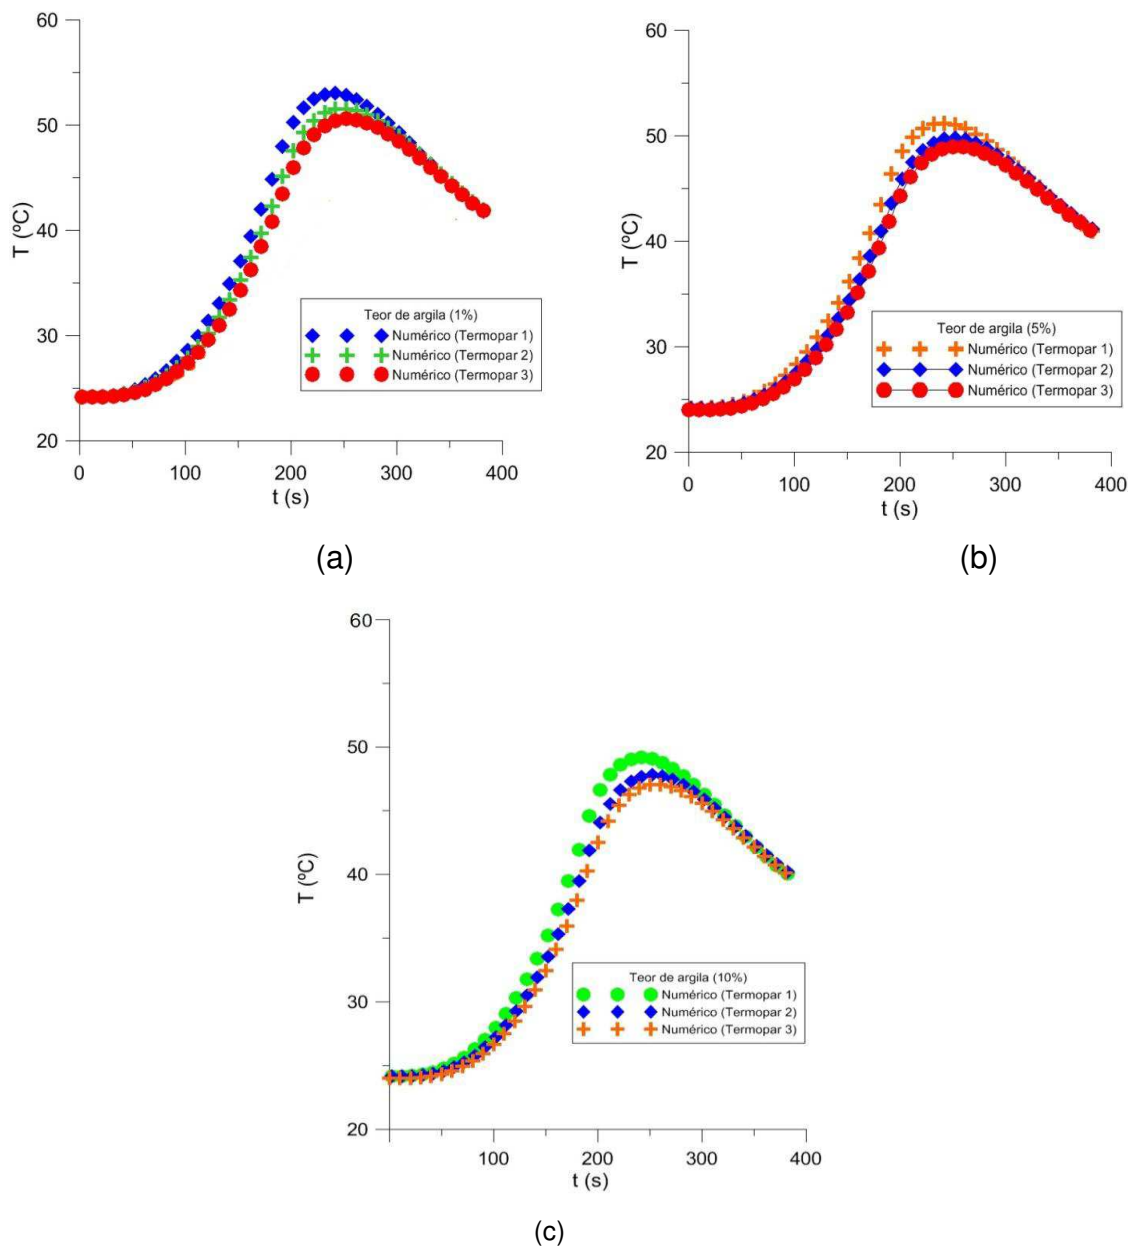 60
50
40
30
20
T (ºC)
0
100
200
300
400
t (s)
Teor de argila (1%)
Numérico (Termopar 1)
Numérico (Termopar 2)
Numérico (Termopar 3)
(a)
60
50
40
30
20
T (ºC)
0
100
200
300
400
t (s)
Teor de argila (5%)
Numérico (Termopar 1)
Numérico (Termopar 2)
Numérico (Termopar 3)
(b)
60
50
40
30
20
T (ºC)
100
200
300
400
t (s)
Teor de argila (10%)
Numérico (Termopar 1)
Numérico (Termopar 2)
Numérico (Termopar 3)
(c)